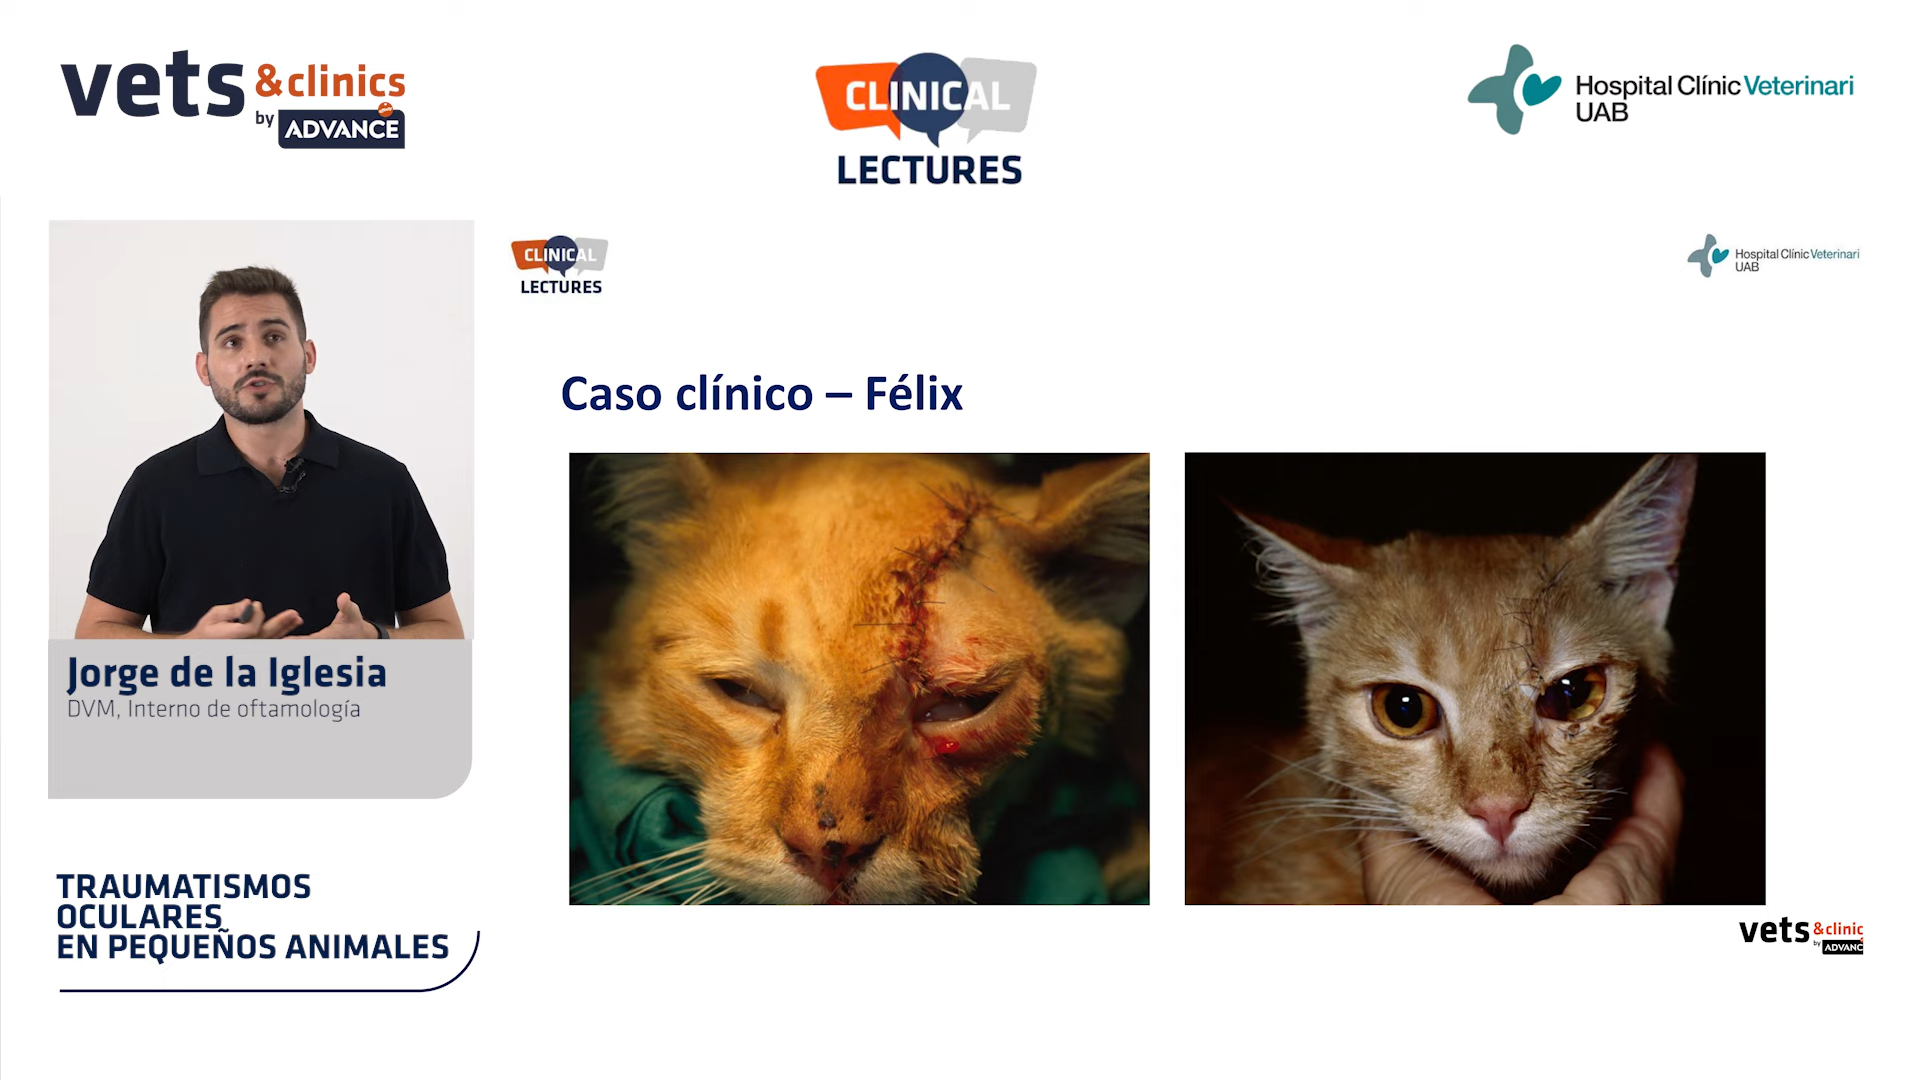 vets &clinics
by ADVANCE
CLINICAL
LECTURES
Hospital Clínic Veterinari
UAB
CLINICAL
LECTURES
Hospital Clínic Veterinari
UAB
Caso clínico – Félix
Jorge de la Iglesia
DVM, Interno de oftamología
TRAUMATISMOS
OCULARES
EN PEQUEÑOS ANIMALES
vets &clinic
by ADVANC